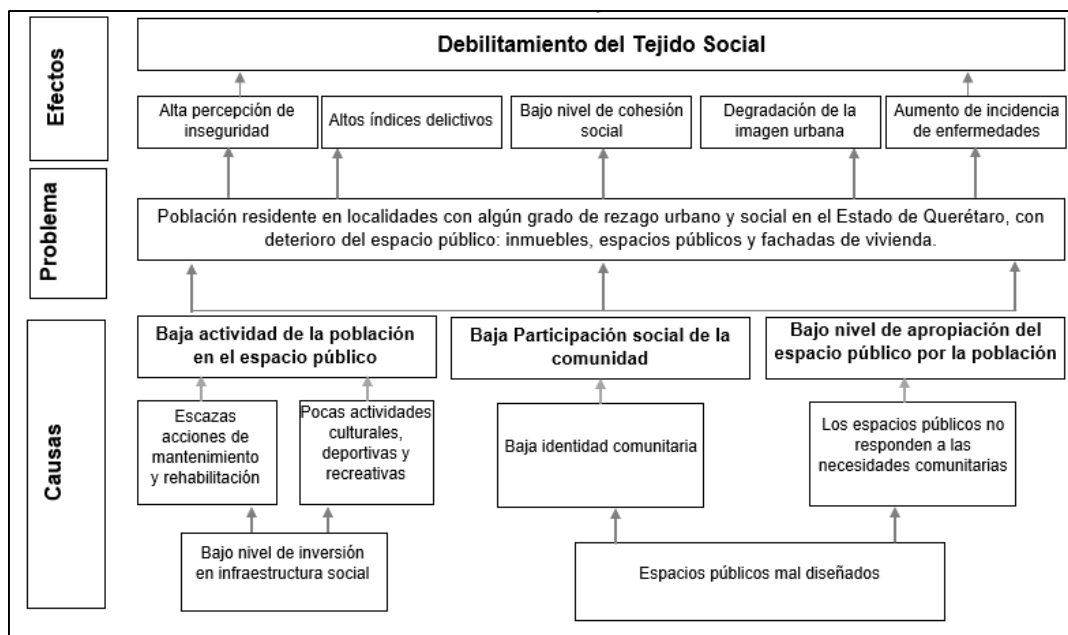 Efectos
Debilitamiento del Tejido Social
Alta percepción de
inseguridad
Altos índices delictivos
Bajo nivel de cohesión
social
Degradación de la
imagen urbana
Aumento de incidencia
de enfermedades
Problema
Población residente en localidades con algún grado de rezago urbano y social en el Estado de Querétaro, con
deterioro del espacio público: inmuebles, espacios públicos y fachadas de vivienda.
Causas
Baja actividad de la población
en el espacio público
Baja Participación social de la
comunidad
Bajo nivel de apropiación del
espacio público por la población
Escazas
acciones de
mantenimiento
y rehabilitación
Pocas actividades
culturales,
deportivas y
recreativas
Baja identidad comunitaria
Los espacios públicos no
responden a las
necesidades comunitarias
Bajo nivel de inversión
en infraestructura social
Espacios públicos mal diseñados